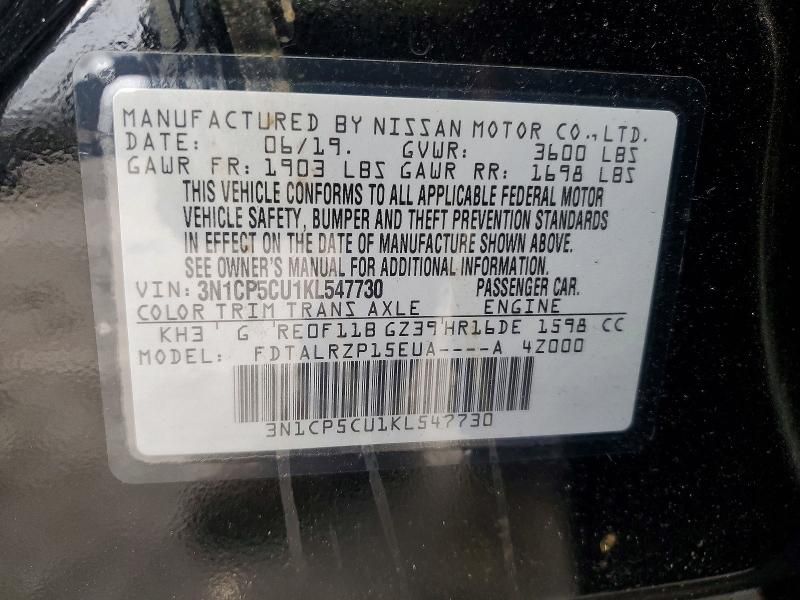 MANUFACTURED BY NISSAN MOTOR CO., LTD.
DATE: 06/19. GVWR: 3600 LBS
GAWR FR: 1903 LBS GAWR RR: 1698 LBS
THIS VEHICLE CONFORMS TO ALL APPLICABLE FEDERAL MOTOR
VEHICLE SAFETY, BUMPER AND THEFT PREVENTION STANDARDS
IN EFFECT ON THE DATE OF MANUFACTURE SHOWN ABOVE.
SEE OWNER'S MANUAL FOR ADDITIONAL INFORMATION
VIN: 3N1CP5CU1KL547730 PASSENGER CAR.
COLOR TRIM TRANS AXLE ENGINE
KH3 G RE0F11B GZ39 HR16DE 1598 CC
MODEL: FDTALRZP15EUA----A 4Z000
3N1CP5CU1KL547730